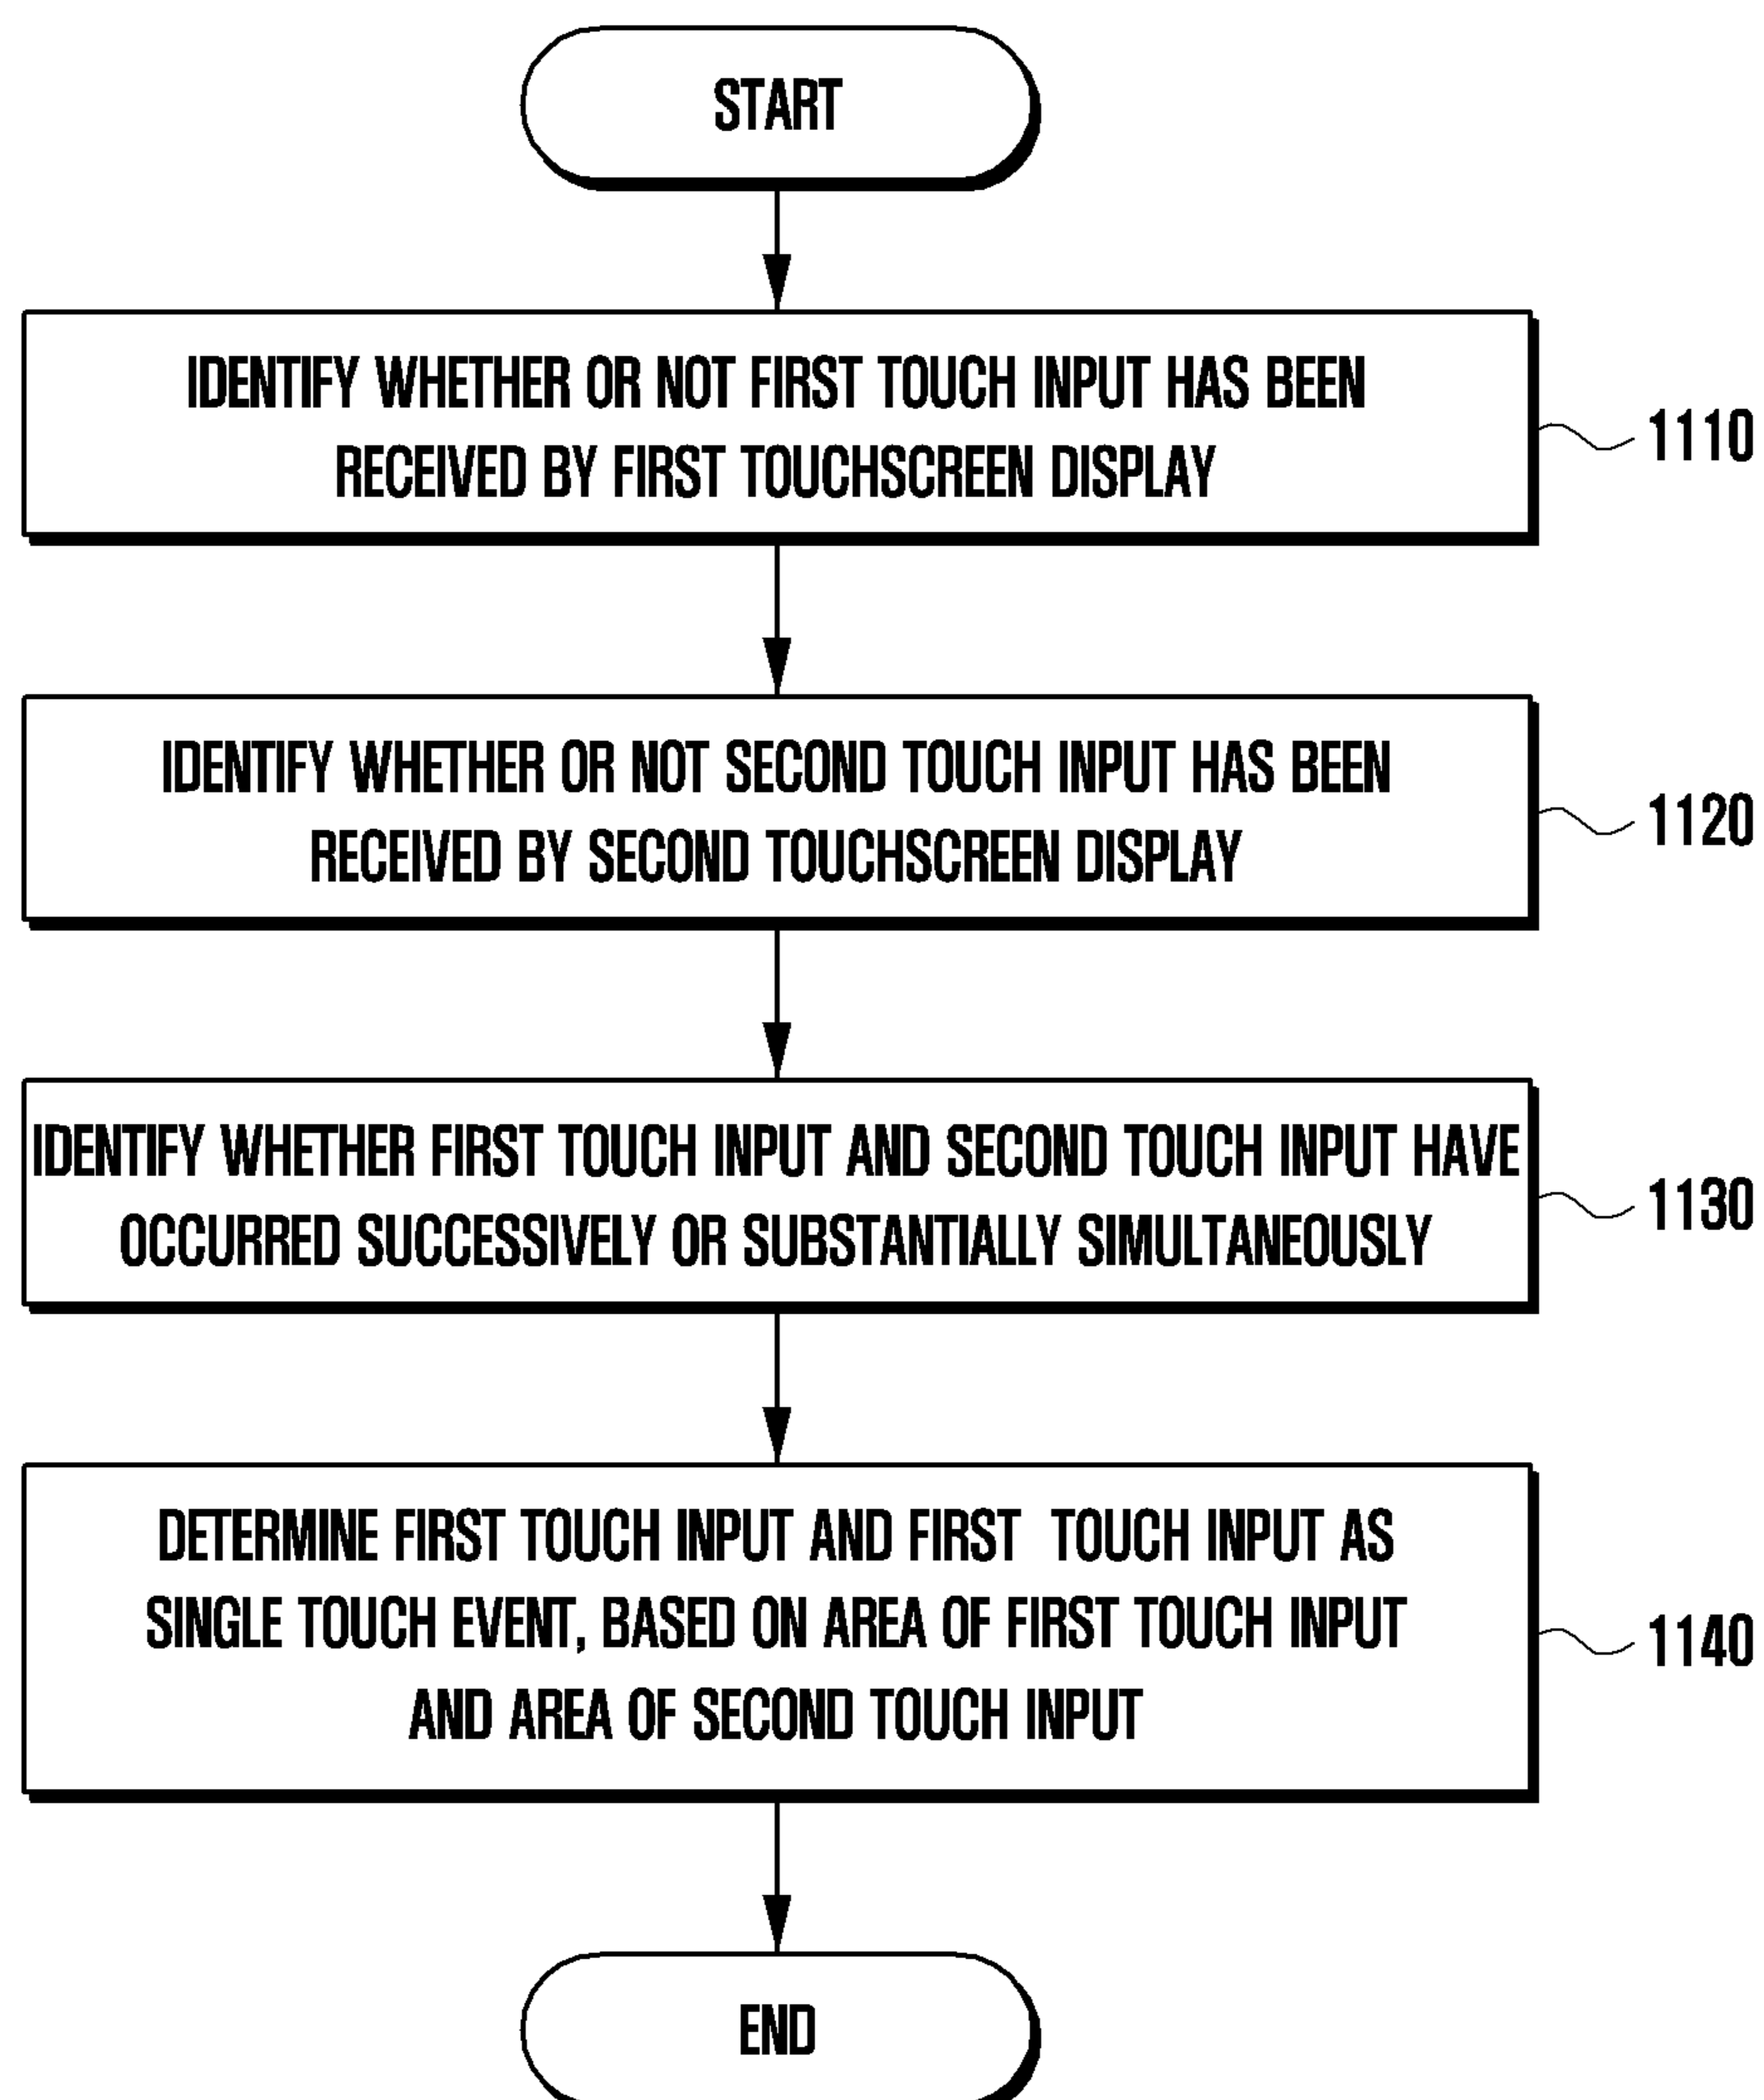 START
IDENTIFY WHETHER OR NOT FIRST TOUCH INPUT HAS BEEN
RECEIVED BY FIRST TOUCHSCREEN DISPLAY
1110
IDENTIFY WHETHER OR NOT SECOND TOUCH INPUT HAS BEEN
RECEIVED BY SECOND TOUCHSCREEN DISPLAY
1120
IDENTIFY WHETHER FIRST TOUCH INPUT AND SECOND TOUCH INPUT HAVE
OCCURRED SUCCESSIVELY OR SUBSTANTIALLY SIMULTANEOUSLY
1130
DETERMINE FIRST TOUCH INPUT AND FIRST TOUCH INPUT AS
SINGLE TOUCH EVENT, BASED ON AREA OF FIRST TOUCH INPUT
AND AREA OF SECOND TOUCH INPUT
1140
END